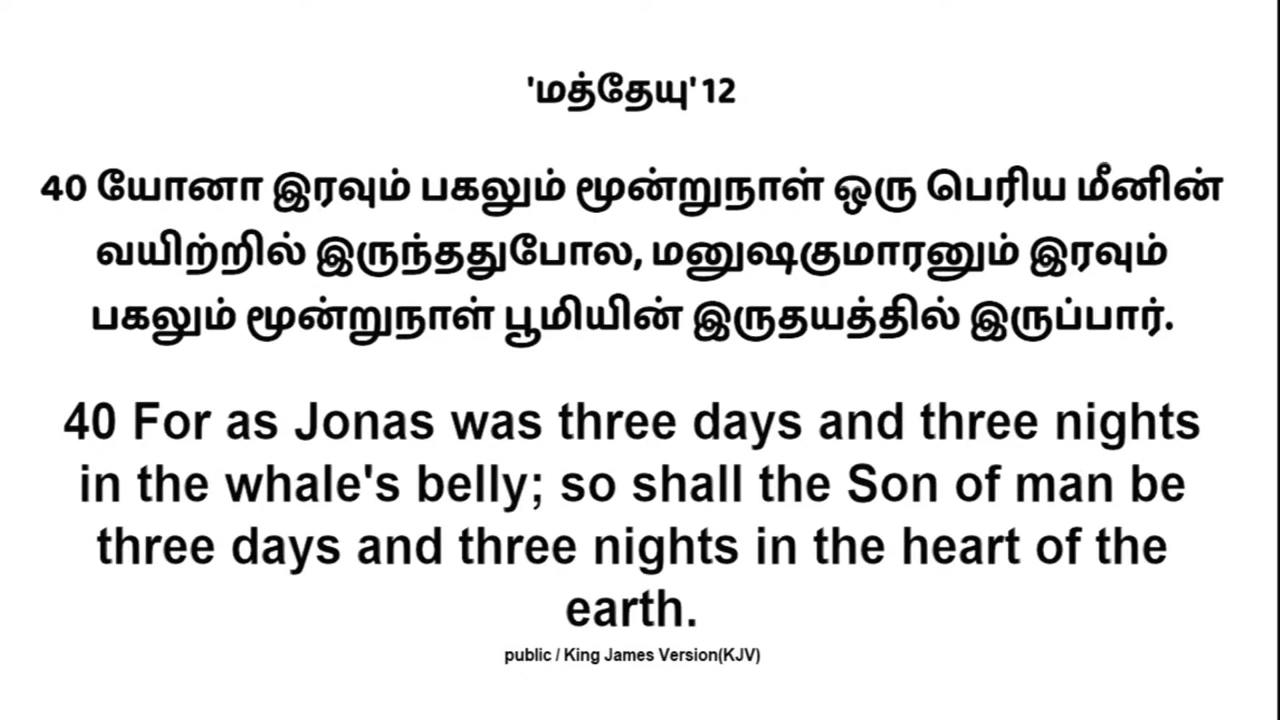 'மத்தேயு' 12
40 யோனா இரவும் பகலும் மூன்றுநாள் ஒரு பெரிய மீனின்
வயிற்றில் இருந்ததுபோல, மனுஷகுமாரனும் இரவும்
பகலும் மூன்றுநாள் பூமியின் இருதயத்தில் இருப்பார்.
40 For as Jonas was three days and three nights
in the whale's belly; so shall the Son of man be
three days and three nights in the heart of the
earth.
public / King James Version(KJV)